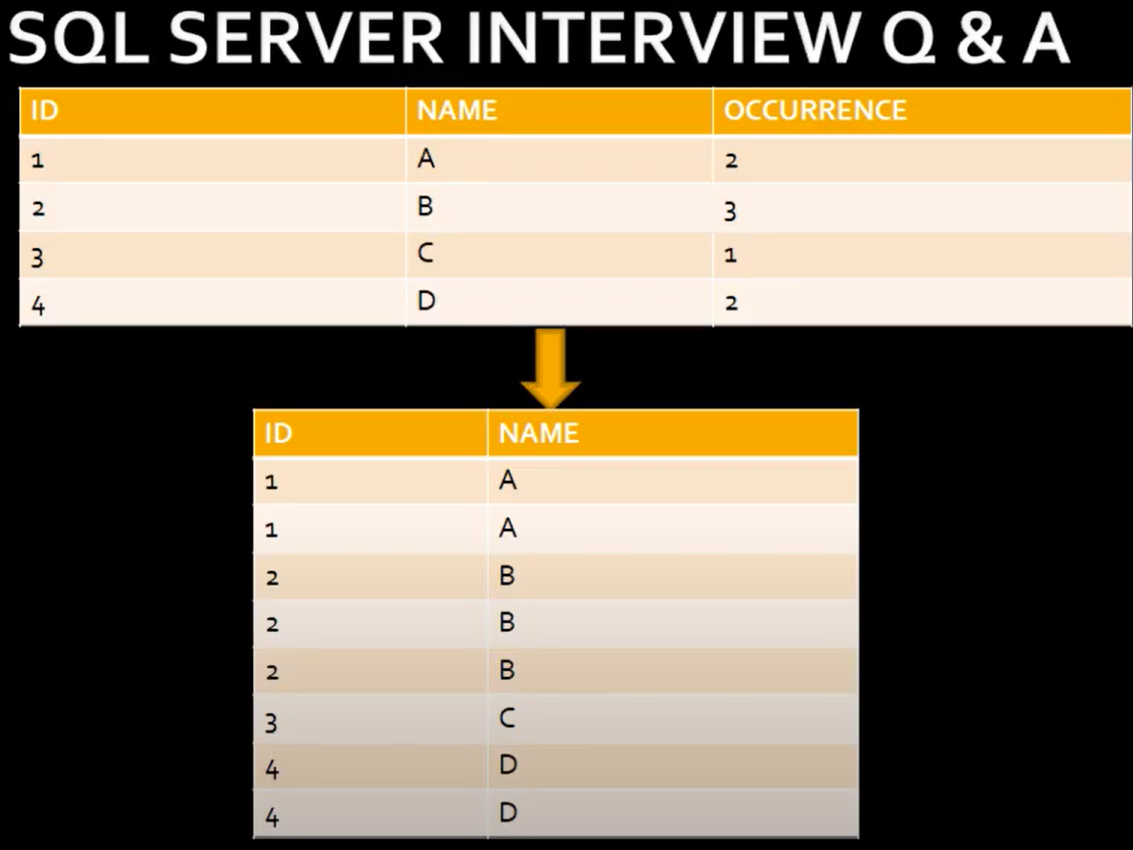 SQL SERVER INTERVIEW Q & A
ID NAME OCCURRENCE
1 A 2
2 B 3
3 C 1
4 D 2
ID NAME
1 A
1 A
2 B
2 B
2 B
3 C
4 D
4 D